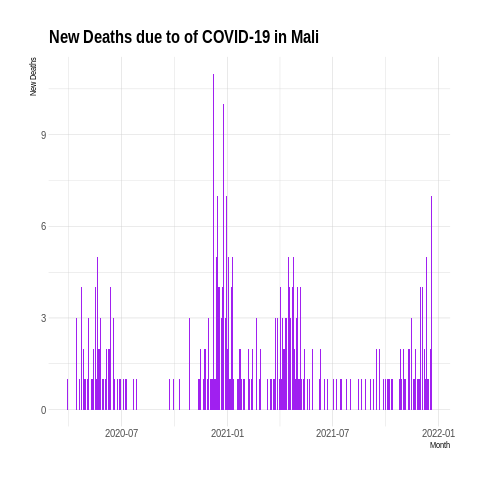 New Deaths due to of COVID-19 in Mali
New Deaths
9
6
3
0
2020-07 2021-01 2021-07 2022-01
Month